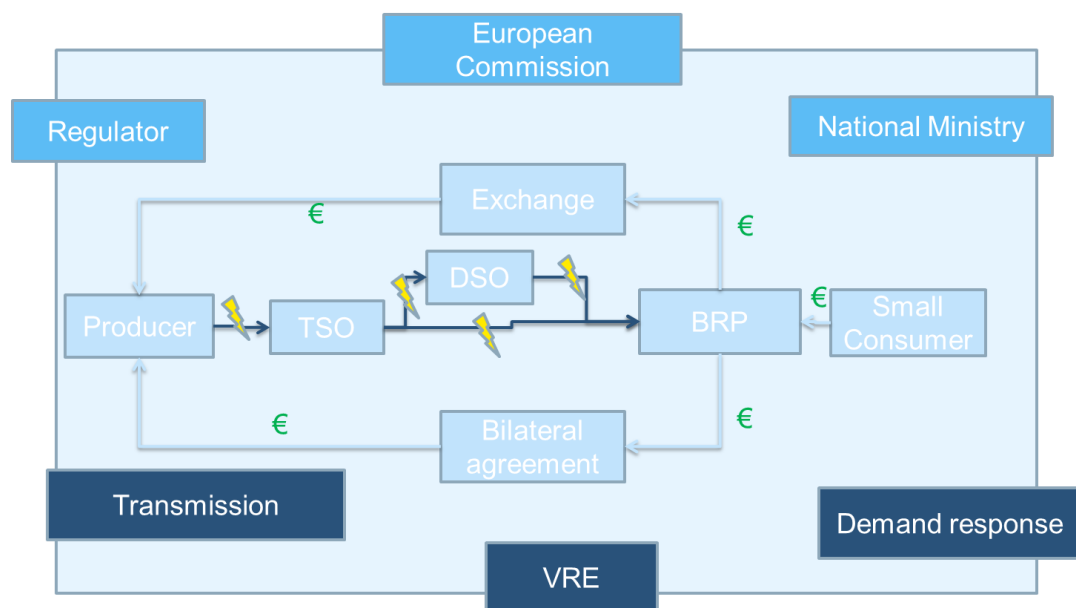 European
Commission
Regulator
National Ministry
Exchange
€
€
DSO
Producer
TSO
BRP
€
Small
Consumer
€
Bilateral
agreement
€
Transmission
Demand response
VRE